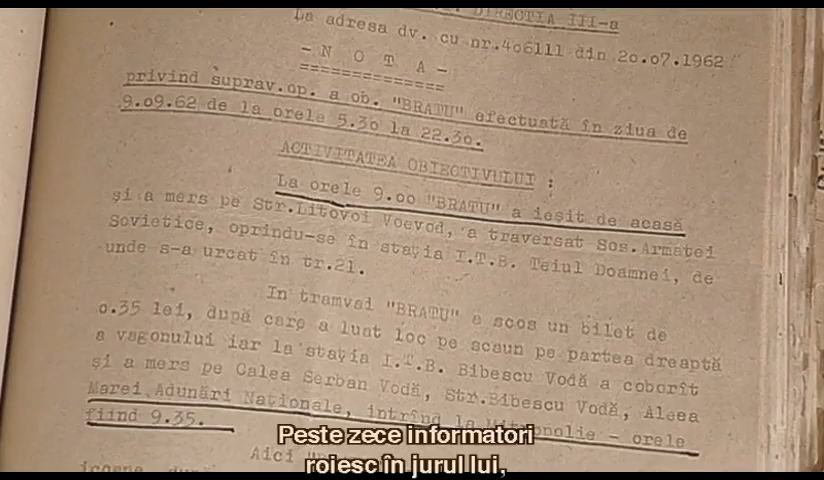 DIRECTIA III-a
La adresa dv. cu nr.406111 din 20.07.1962
- N O T A -
==============
privind suprav.op. a ob. "BRATU" efectuată în ziua de
9.09.62 de la orele 5.30 la 22.30.
ACTIVITATEA OBIECTIVULUI :
La orele 9.00 "BRATU" a ieşit de acasă
şi a mers pe Str.Litovoi Voevod, a traversat Sos.Armatei
Sovietice, oprindu-se în staţia I.T.B. Teiul Doamnei, de
unde s-a urcat în tr.21.
In tramvai "BRATU" a scos un bilet de
0.35 lei, după care a luat loc pe scaun pe partea dreaptă
a vagonului iar la staţia I.T.B. Bibescu Vodă a coborît
şi a mers pe Calea Serban Vodă, Str.Bibescu Vodă, Aleea
Marei Adunări Naţionale, intrînd la Mitropolie - orele
fiind 9.35.
Aici
Peste zece informatori
roiesc în jurul lui,